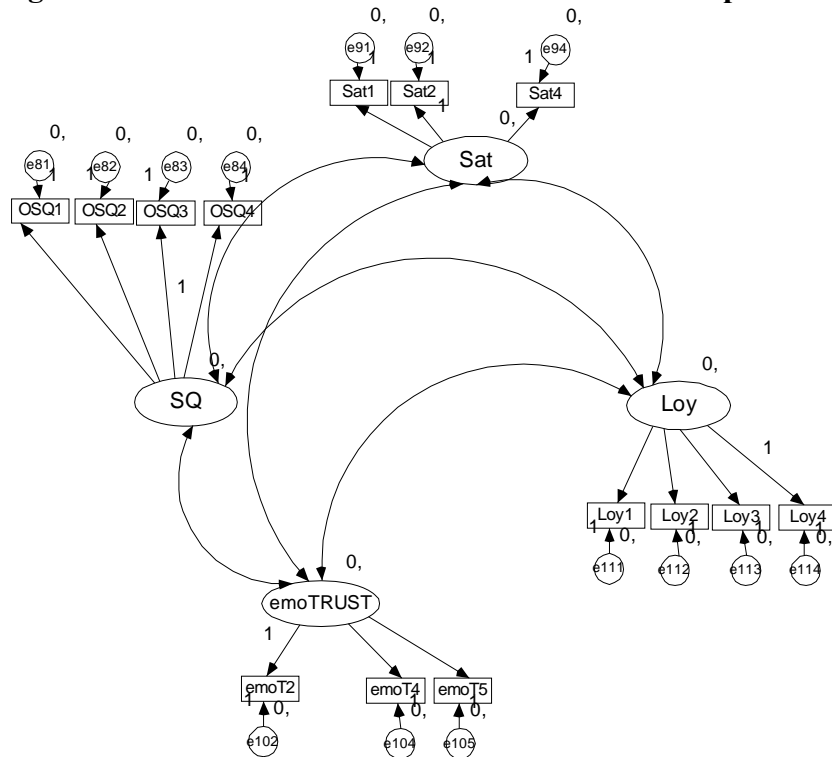 0, 0, 0,
e91 e92 e94
1 1 1
Sat1 Sat2 Sat4
1 0,
Sat
0, 0, 0, 0,
e81 e82 e83 e84
1 1 1 1
OSQ1 OSQ2 OSQ3 OSQ4
1
0,
SQ
0,
Loy
1
Loy1 Loy2 Loy3 Loy4
1 1 1 1
0, 0, 0, 0,
e111 e112 e113 e114
0,
emoTRUST
1
emoT2 emoT4 emoT5
1 1 1
0, 0, 0,
e102 e104 e105